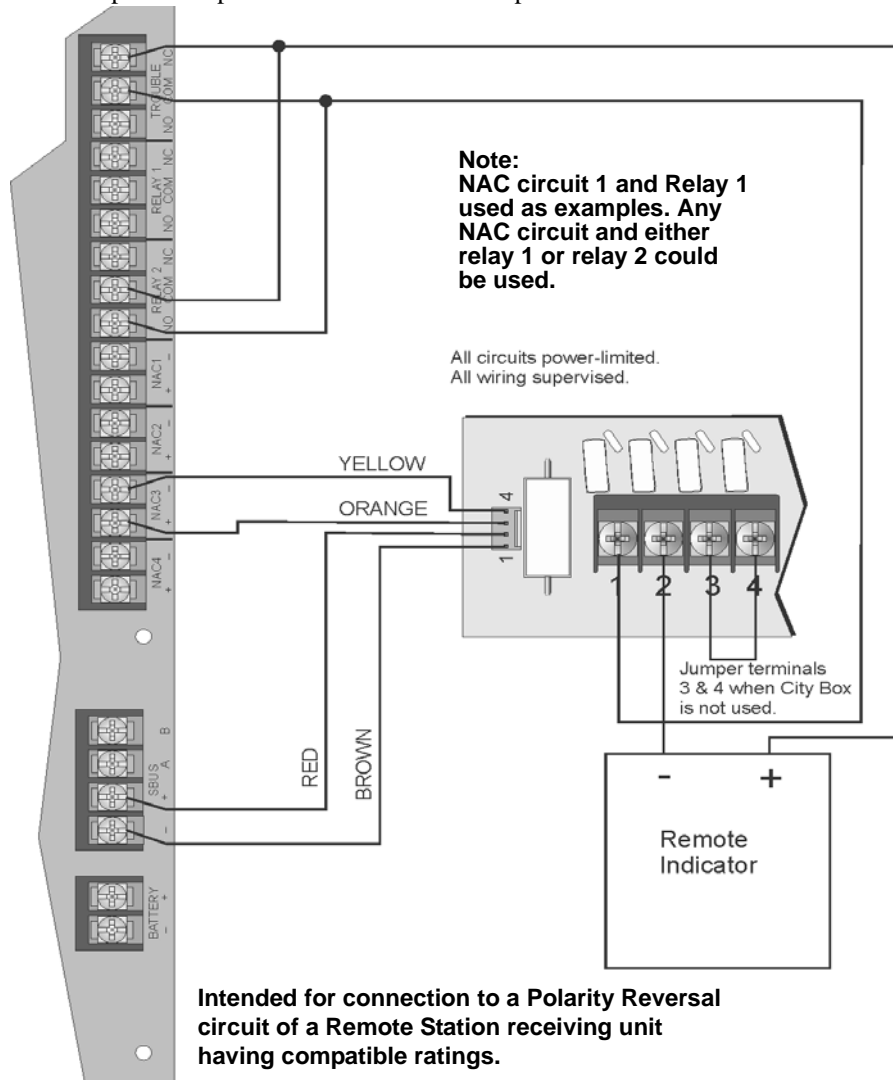 NC
COM
TROUBLE
NO
NC
COM
RELAY 1
NO
NC
COM
RELAY 2
NO
–
NAC1
+
–
NAC2
+
–
NAC3
+
–
NAC4
+
Note:
NAC circuit 1 and Relay 1
used as examples. Any
NAC circuit and either
relay 1 or relay 2 could
be used.
All circuits power-limited.
All wiring supervised.
YELLOW
ORANGE
4
1
1 2 3 4
Jumper terminals
3 & 4 when City Box
is not used.
B
A
SBUS
+
–
RED
BROWN
- +
Remote
Indicator
+
BATTERY
–
Intended for connection to a Polarity Reversal
circuit of a Remote Station receiving unit
having compatible ratings.